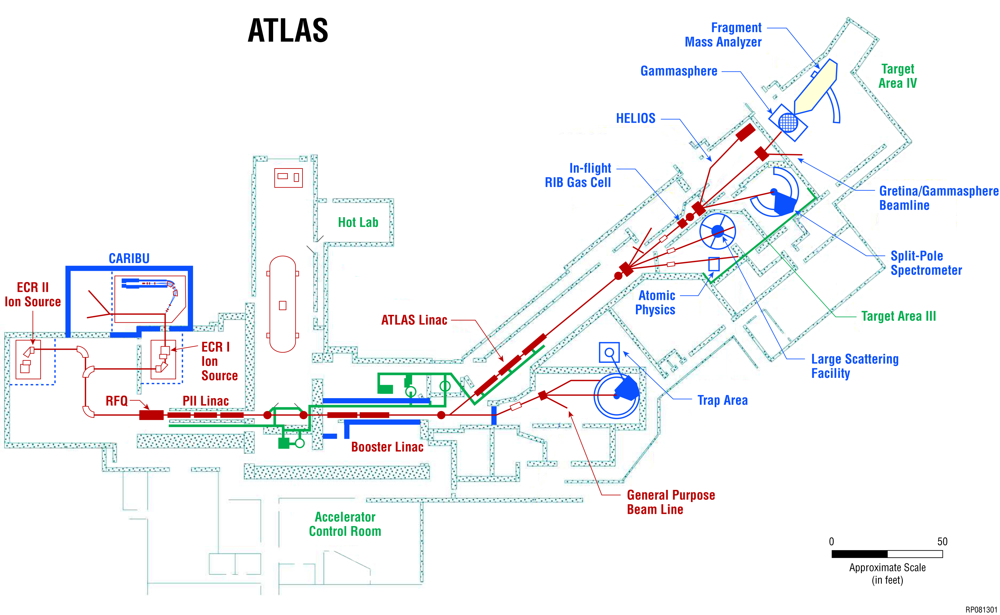 ATLAS
Fragment
Mass Analyzer
Gammasphere
Target
Area IV
HELIOS
In-flight
RIB Gas Cell
Gretina/Gammasphere
Beamline
Hot Lab
CARIBU
Split-Pole
Spectrometer
ECR II
Ion Source
Atomic
Physics
ATLAS Linac
Target Area III
ECR I
Ion
Source
Large Scattering
Facility
RFQ
PII Linac
Trap Area
Booster Linac
General Purpose
Beam Line
Accelerator
Control Room
0
50
Approximate Scale
(in feet)
RP081301